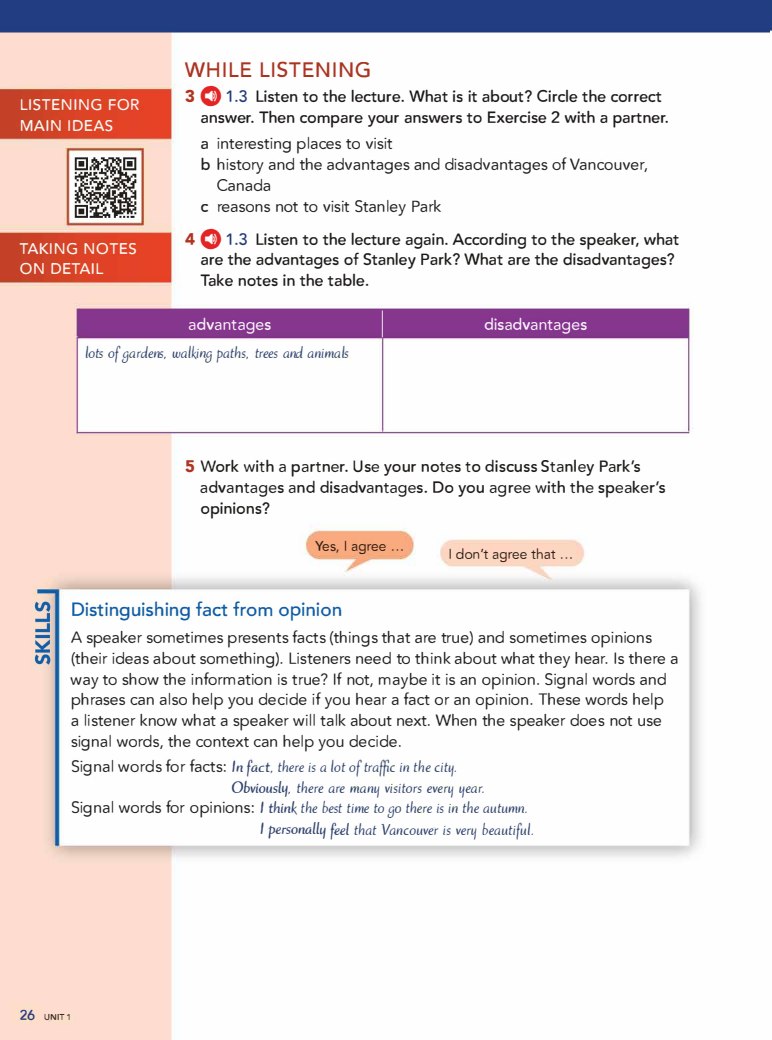 WHILE LISTENING
LISTENING FOR
MAIN IDEAS
3 1.3 Listen to the lecture. What is it about? Circle the correct
answer. Then compare your answers to Exercise 2 with a partner.
a interesting places to visit
b history and the advantages and disadvantages of Vancouver,
Canada
c reasons not to visit Stanley Park
TAKING NOTES
ON DETAIL
4 1.3 Listen to the lecture again. According to the speaker, what
are the advantages of Stanley Park? What are the disadvantages?
Take notes in the table.
advantages disadvantages
lots of gardens, walking paths, trees and animals
5 Work with a partner. Use your notes to discuss Stanley Park's
advantages and disadvantages. Do you agree with the speaker's
opinions?
Yes, I agree ...
I don't agree that ...
SKILLS
Distinguishing fact from opinion
A speaker sometimes presents facts (things that are true) and sometimes opinions
(their ideas about something). Listeners need to think about what they hear. Is there a
way to show the information is true? If not, maybe it is an opinion. Signal words and
phrases can also help you decide if you hear a fact or an opinion. These words help
a listener know what a speaker will talk about next. When the speaker does not use
signal words, the context can help you decide.
Signal words for facts: In fact, there is a lot of traffic in the city.
Obviously, there are many visitors every year.
Signal words for opinions: I think the best time to go there is in the autumn.
I personally feel that Vancouver is very beautiful.
26 UNIT 1